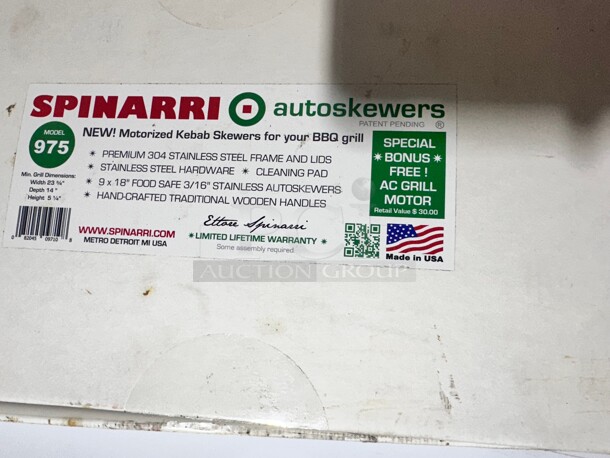 SPINARRI autoskewers
PATENT PENDING ®
MODEL
975
NEW! Motorized Kebab Skewers for your BBQ grill
* PREMIUM 304 STAINLESS STEEL FRAME AND LIDS
* STAINLESS STEEL HARDWARE * CLEANING PAD
* 9 x 18" FOOD SAFE 3/16" STAINLESS AUTOSKEWERS
* HAND-CRAFTED TRADITIONAL WOODEN HANDLES
Min. Grill Dimensions:
Width 23 ¾"
Depth 14 "
Height: 5 ¼"
SPECIAL
* BONUS *
FREE !
AC GRILL
MOTOR
Retail Value $ 30.00
WWW.SPINARRI.COM
METRO DETROIT MI USA
Ettore Spinarri
* LIMITED LIFETIME WARRANTY *
Some assembly required.
Made in USA
AUCTION GROUP